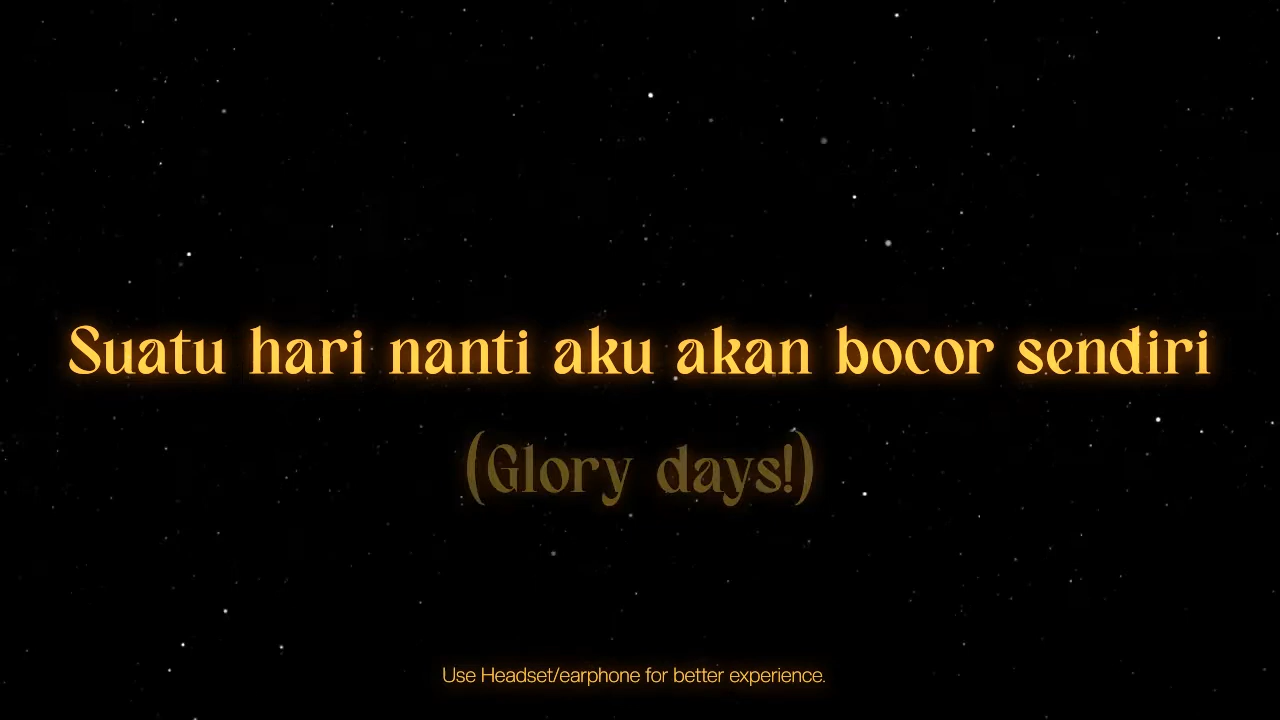 Suatu hari nanti aku akan bocor sendiri
(Glory days!)
Use Headset/earphone for better experience.